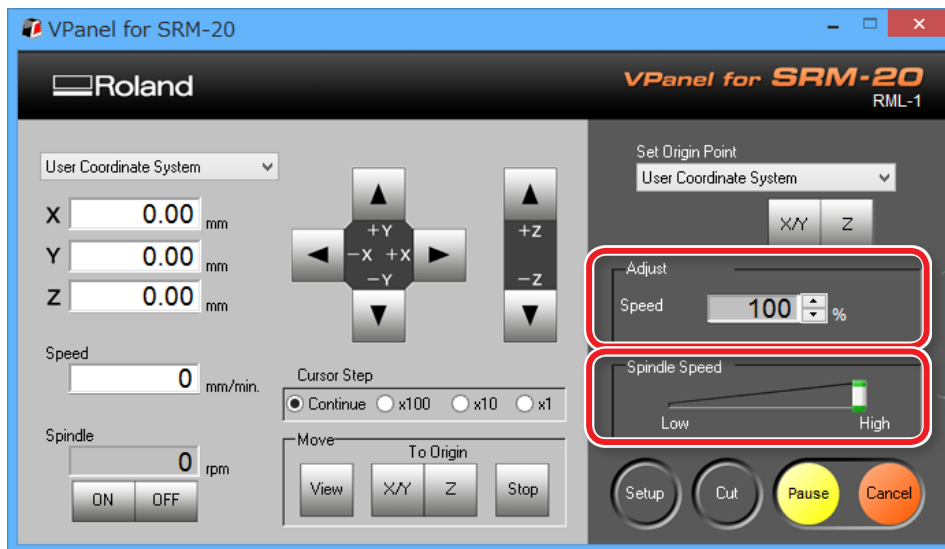 VPanel for SRM-20
Roland
VPanel for SRM-20
RML-1
User Coordinate System
X 0.00 mm
Y 0.00 mm
Z 0.00 mm
Speed
0 mm/min.
Spindle
0 rpm
ON OFF
+Y
-X +X
-Y
+Z
-Z
Cursor Step
Continue x100 x10 x1
Move
To Origin
View X/Y Z Stop
Set Origin Point
User Coordinate System
X/Y Z
Adjust
Speed 100 %
Spindle Speed
Low High
Setup Cut Pause Cancel